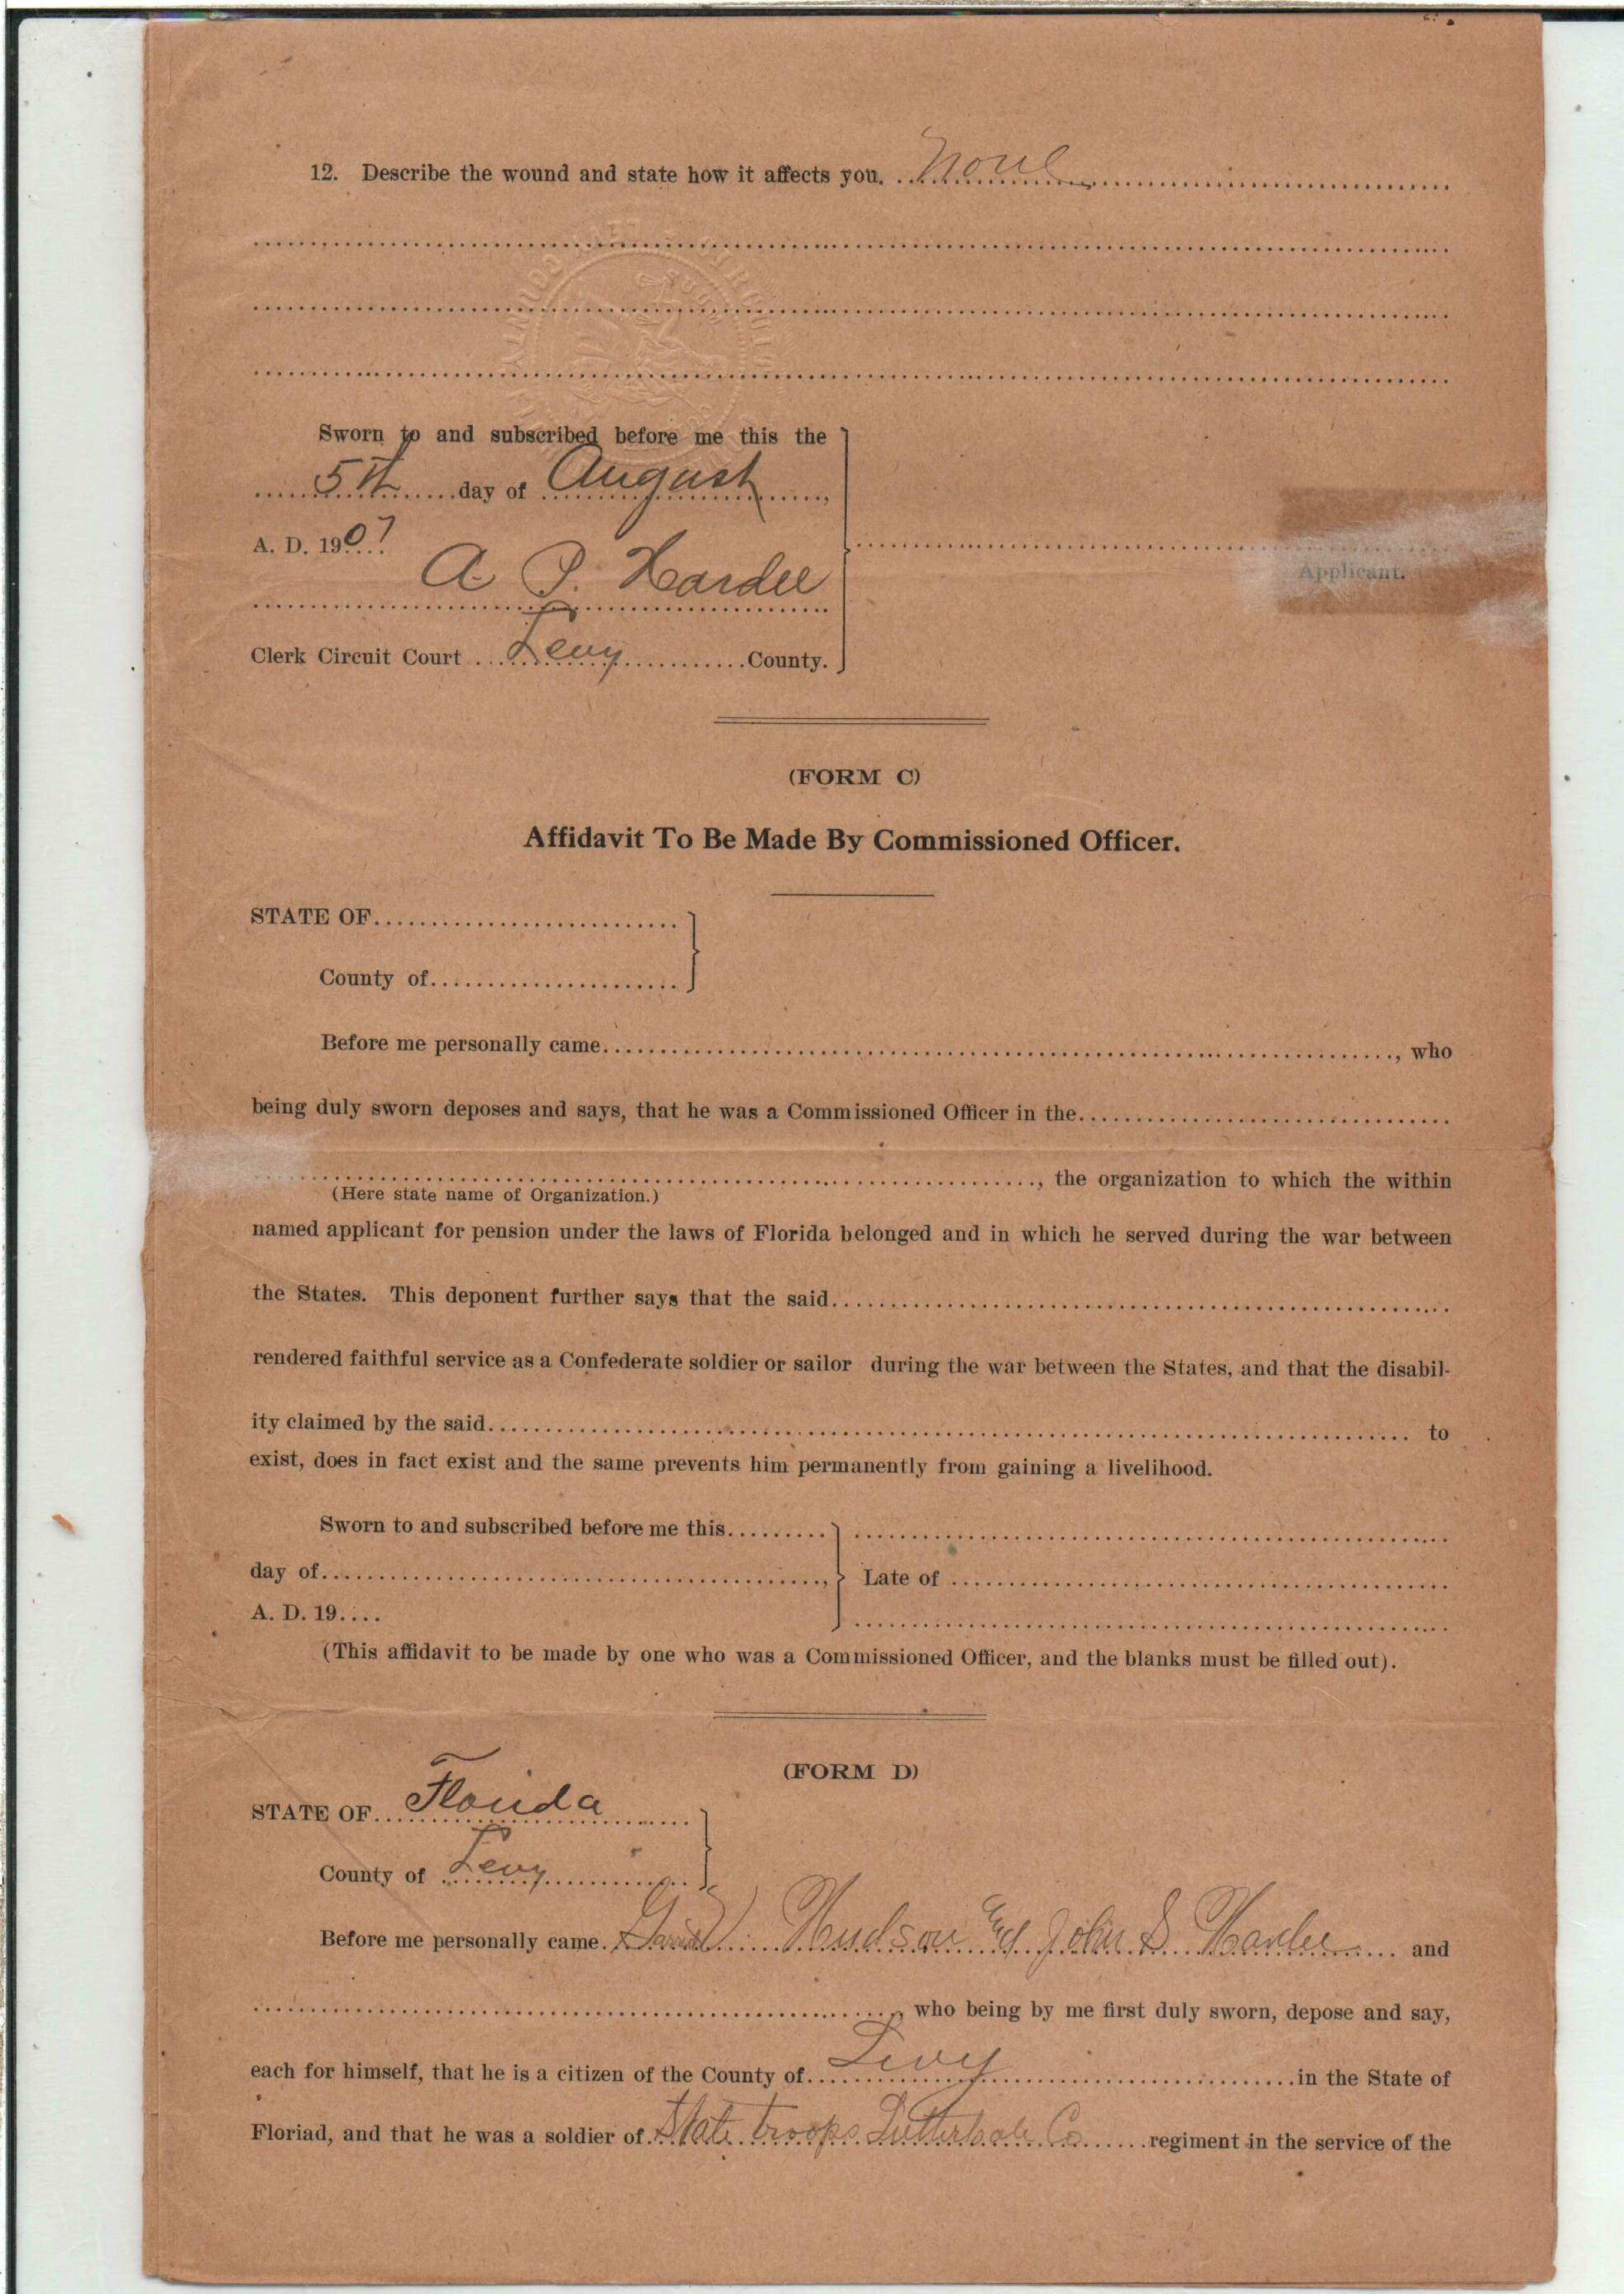 12. Describe the wound and state how it affects you. None
Sworn to and subscribed before me this the
5th day of August,
A. D. 1907
A. P. Hardee
Applicant.
Clerk Circuit Court Levy County.
(FORM C)
Affidavit To Be Made By Commissioned Officer.
STATE OF
County of
Before me personally came , who
being duly sworn deposes and says, that he was a Commissioned Officer in the
, the organization to which the within
(Here state name of Organization.)
named applicant for pension under the laws of Florida belonged and in which he served during the war between
the States. This deponent further says that the said
rendered faithful service as a Confederate soldier or sailor during the war between the States, and that the disabil-
ity claimed by the said to
exist, does in fact exist and the same prevents him permanently from gaining a livelihood.
Sworn to and subscribed before me this
day of , Late of
A. D. 19
(This affidavit to be made by one who was a Commissioned Officer, and the blanks must be filled out).
(FORM D)
STATE OF Florida
County of Levy
Before me personally came David Hudson John S. Hardee and
, who being by me first duly sworn, depose and say,
each for himself, that he is a citizen of the County of Levy in the State of
Floriad, and that he was a soldier of State troops Lutterloh Co regiment in the service of the